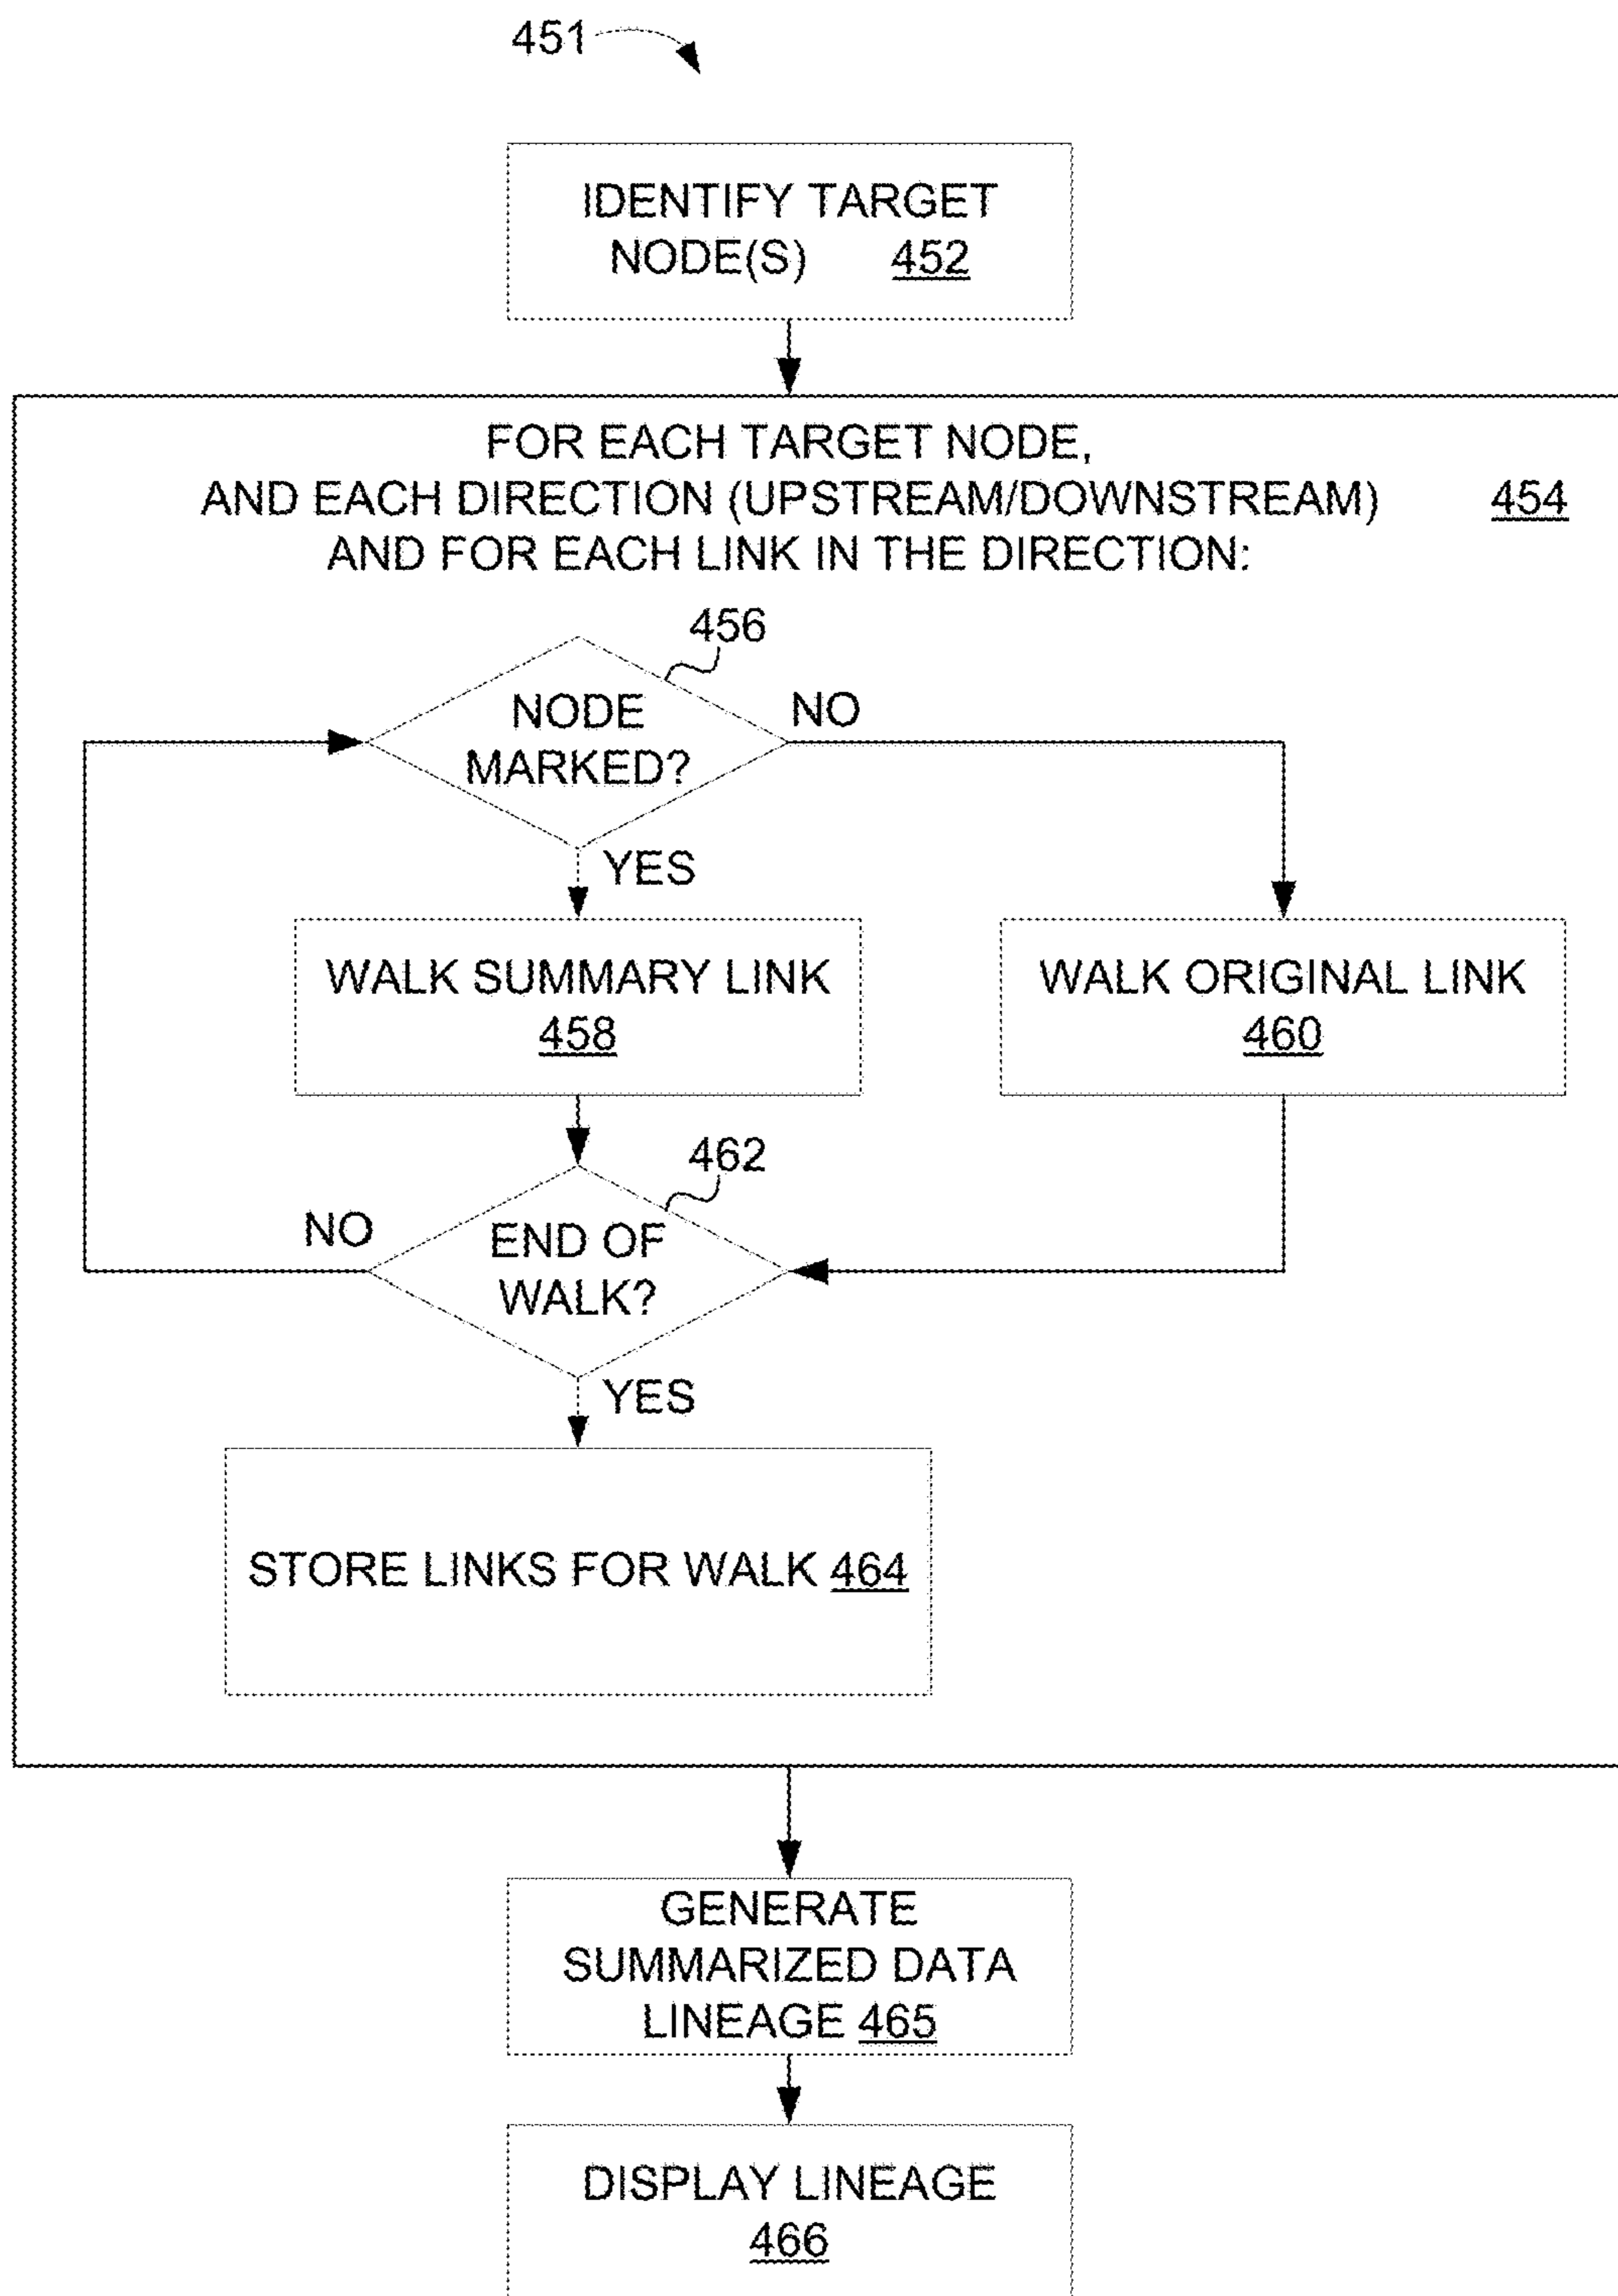 451
IDENTIFY TARGET
NODE(S) 452
FOR EACH TARGET NODE,
AND EACH DIRECTION (UPSTREAM/DOWNSTREAM) 454
AND FOR EACH LINK IN THE DIRECTION:
456
NODE
MARKED?
NO
YES
WALK SUMMARY LINK
458
WALK ORIGINAL LINK
460
462
NO
END OF
WALK?
YES
STORE LINKS FOR WALK 464
GENERATE
SUMMARIZED DATA
LINEAGE 465
DISPLAY LINEAGE
466